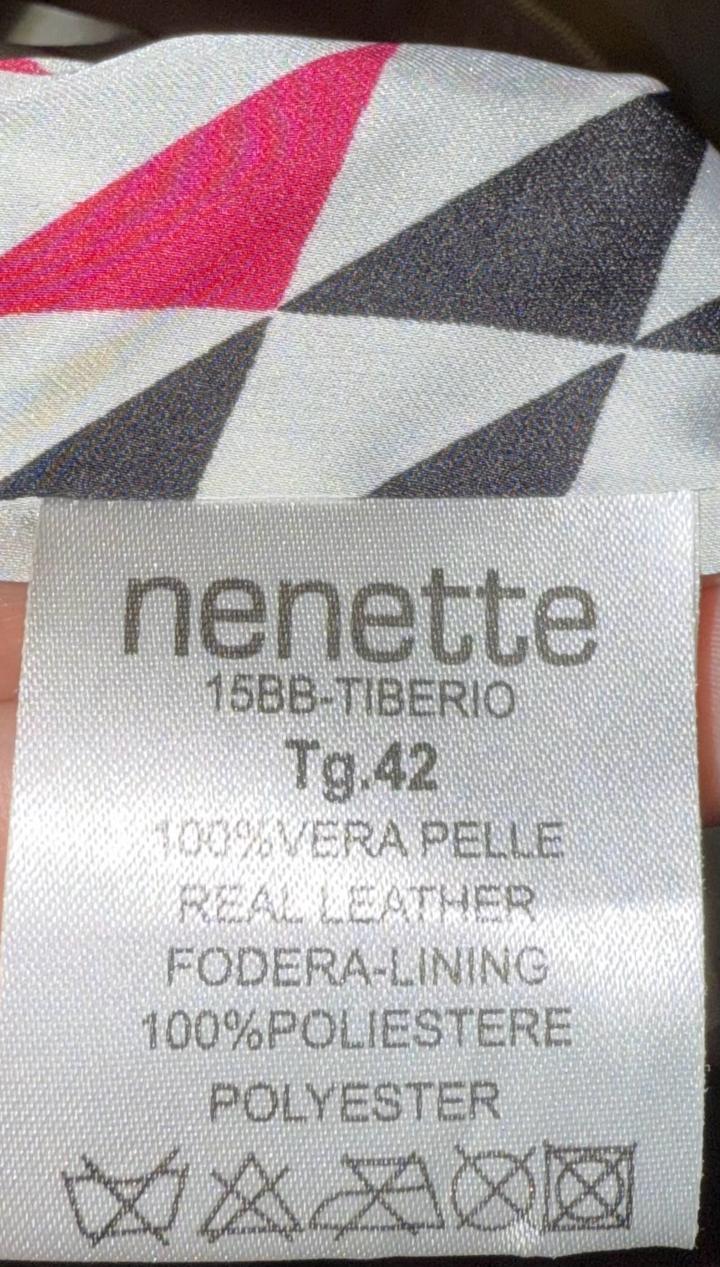 nenette
15BB-TIBERIO
Tg.42
100%VERA PELLE
REAL LEATHER
FODERA-LINING
100%POLIESTERE
POLYESTER